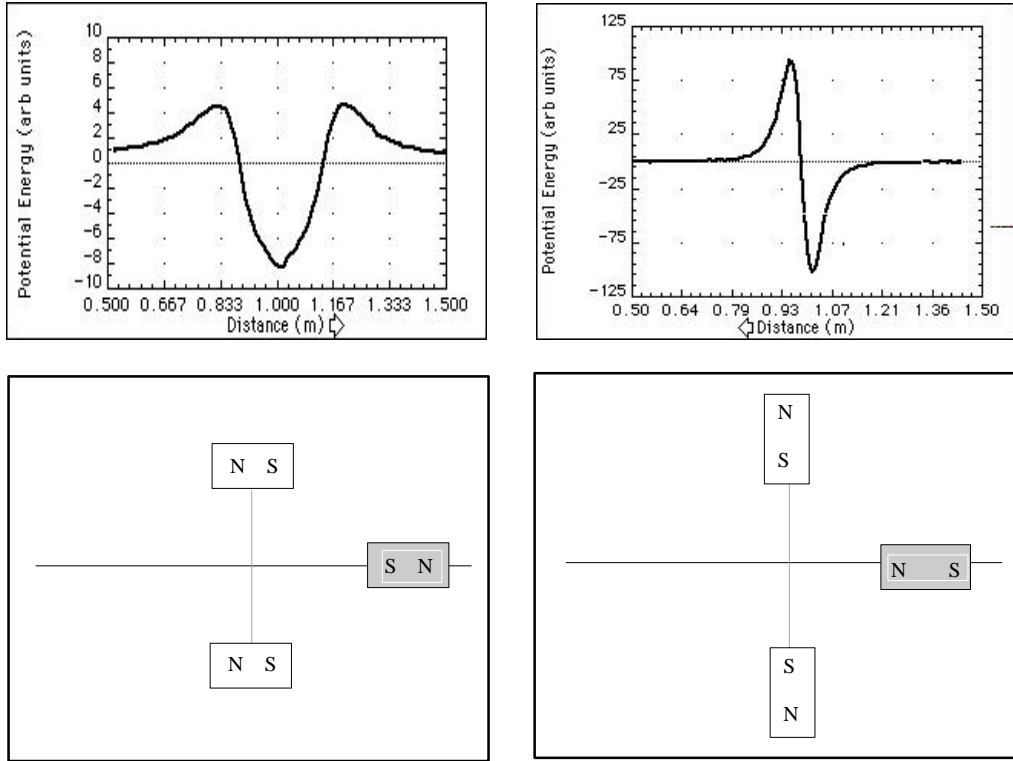 Potential Energy (arb units)
10
8
6
4
2
0
-2
-4
-6
-8
-10
0.500 0.667 0.833 1.000 1.167 1.333 1.500
Distance (m)
Potential Energy (arb units)
125
75
25
-25
-75
-125
0.50 0.64 0.79 0.93 1.07 1.21 1.36 1.50
Distance (m)
N S
S N
N S
N
S
N S
S
N